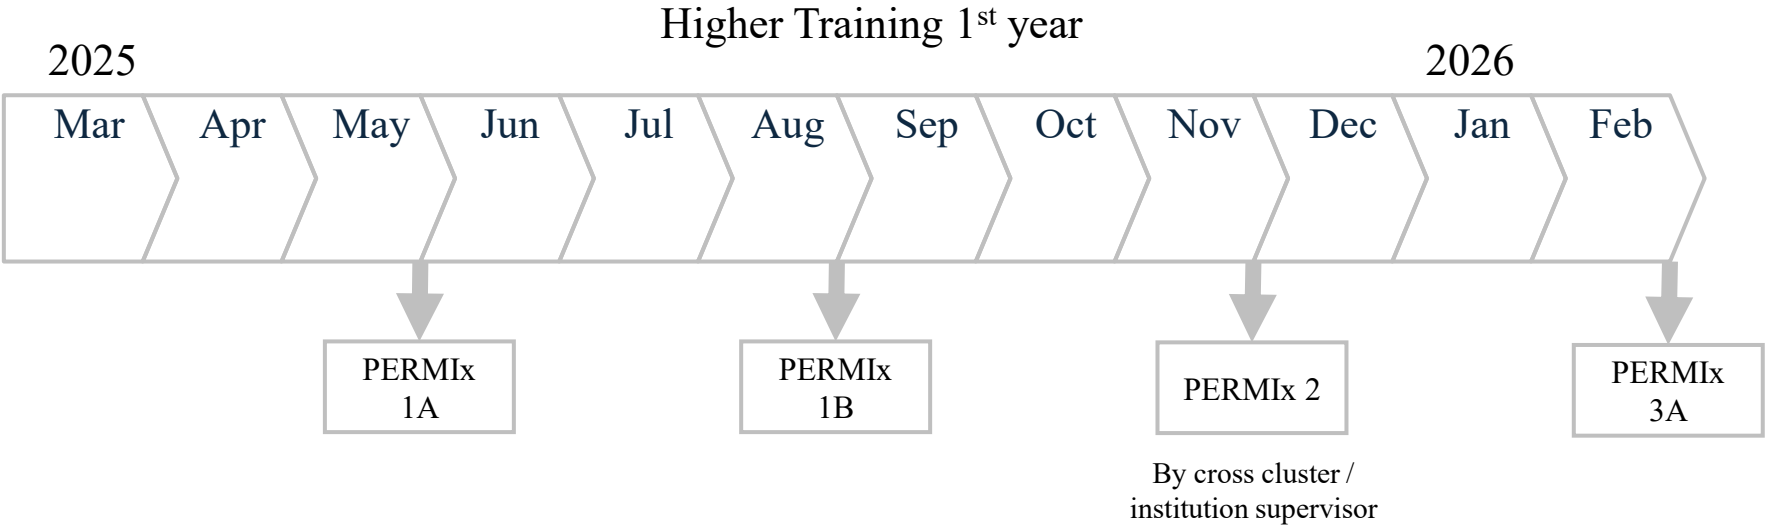 Higher Training 1st year
2025
2026
Mar
Apr
May
Jun
Jul
Aug
Sep
Oct
Nov
Dec
Jan
Feb
PERMIx
1A
PERMIx
1B
PERMIx 2
PERMIx
3A
By cross cluster /
institution supervisor